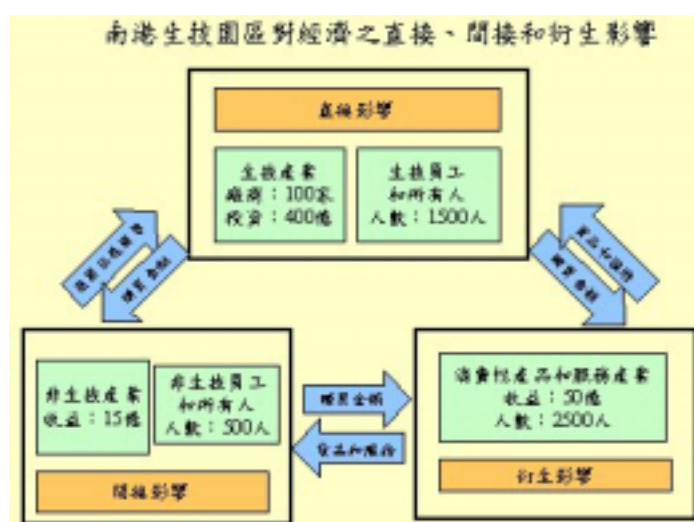 南港生技園區對經濟之直接、間接和衍生影響
直接影響
生技產業
廠商：100家
投資：400億
生技員工
和所有人
人數：1500人
購買金額
貨品和服務
購買金額
非生技產業
收益：15億
非生技員工
和所有人
人數：500人
間接影響
購買金額
貨品和服務
消費性產品和服務產業
收益：50億
人數：2500人
衍生影響